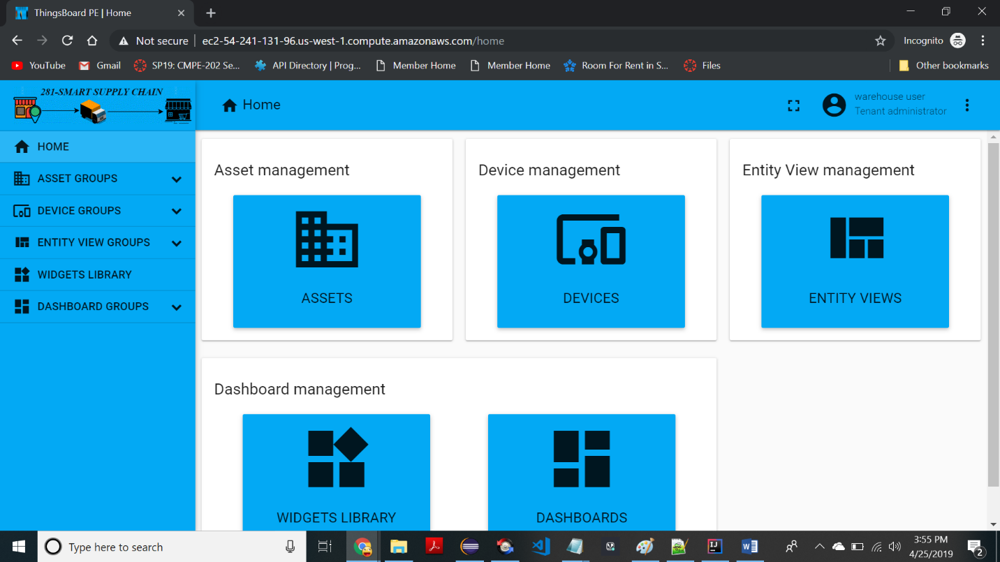 ThingsBoard PE | Home
Not secure
ec2-54-241-131-96.us-west-1.compute.amazonaws.com/home
Incognito
YouTube
Gmail
SP19: CMPE-202 Se...
API Directory | Prog...
Member Home
Member Home
Room For Rent in S...
Files
Other bookmarks
281-SMART SUPPLY CHAIN
Home
warehouse user
Tenant administrator
HOME
ASSET GROUPS
DEVICE GROUPS
ENTITY VIEW GROUPS
WIDGETS LIBRARY
DASHBOARD GROUPS
Asset management
ASSETS
Device management
DEVICES
Entity View management
ENTITY VIEWS
Dashboard management
WIDGETS LIBRARY
DASHBOARDS
Type here to search
3:55 PM
4/25/2019
2